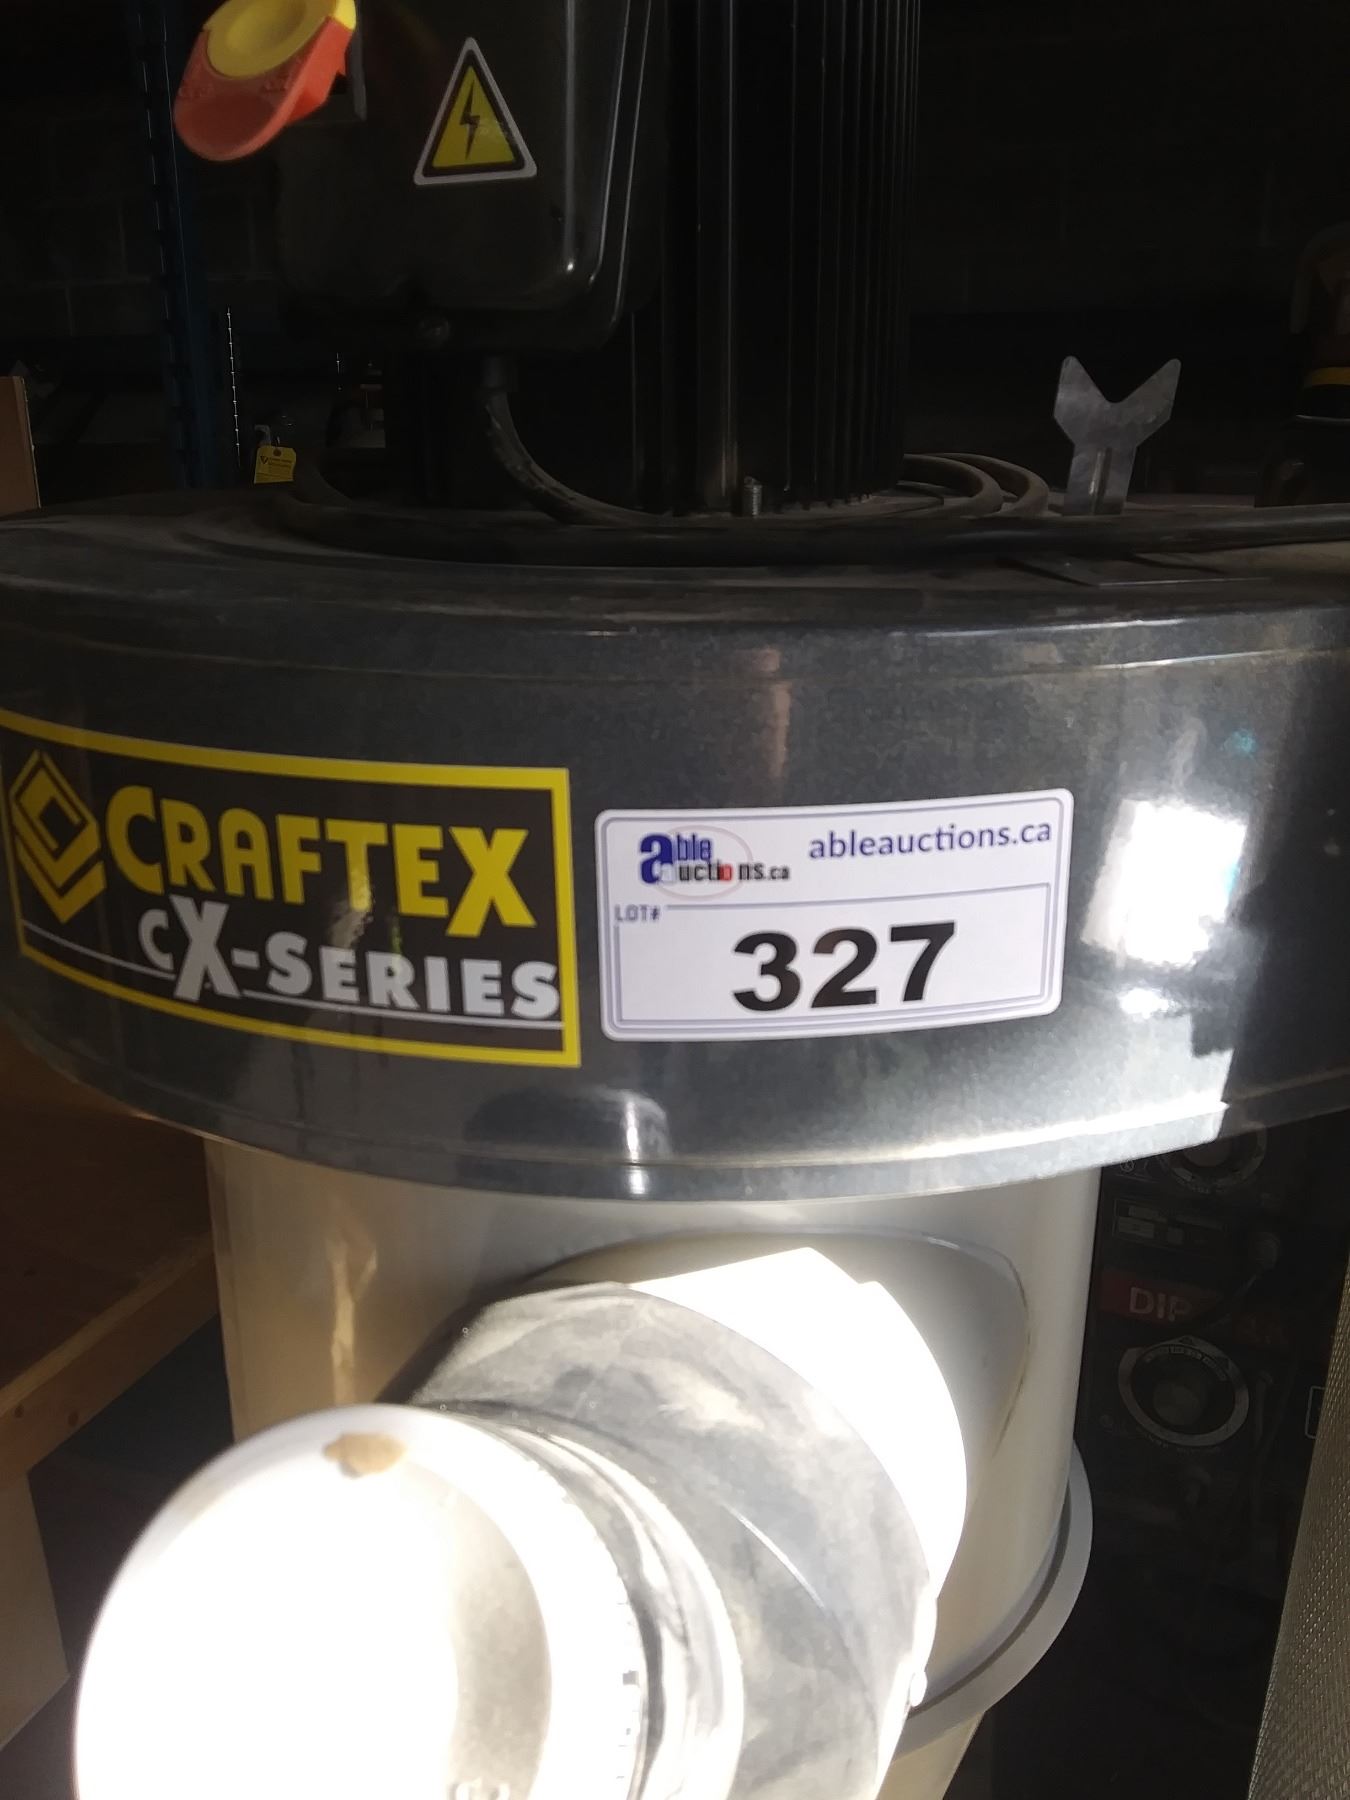 CRAFTEX
CX-SERIES
able
auctions.ca
ableauctions.ca
LOT#
327
DIP